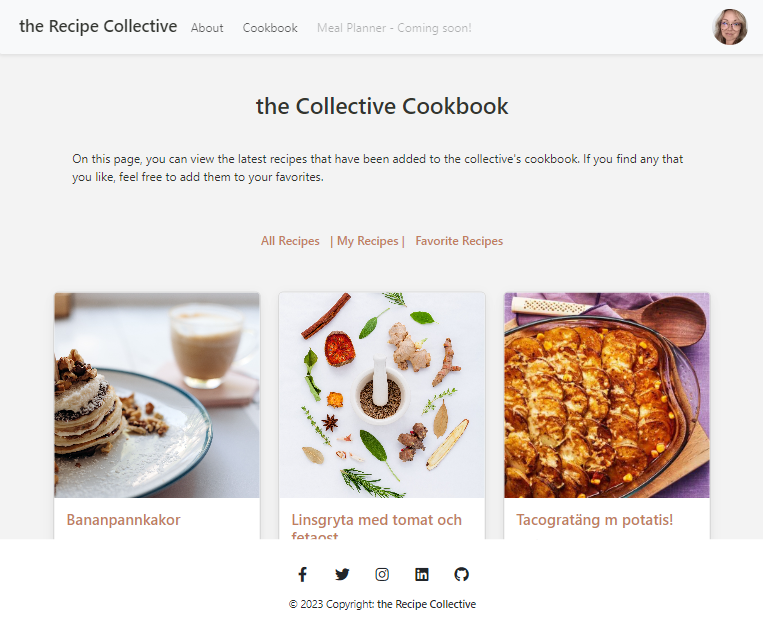 the Recipe Collective About Cookbook Meal Planner - Coming soon!
the Collective Cookbook
On this page, you can view the latest recipes that have been added to the collective's cookbook. If you find any that
you like, feel free to add them to your favorites.
All Recipes | My Recipes | Favorite Recipes
Bananpannkakor
Linsgryta med tomat och
fetaost
Tacogratäng m potatis!
© 2023 Copyright: the Recipe Collective